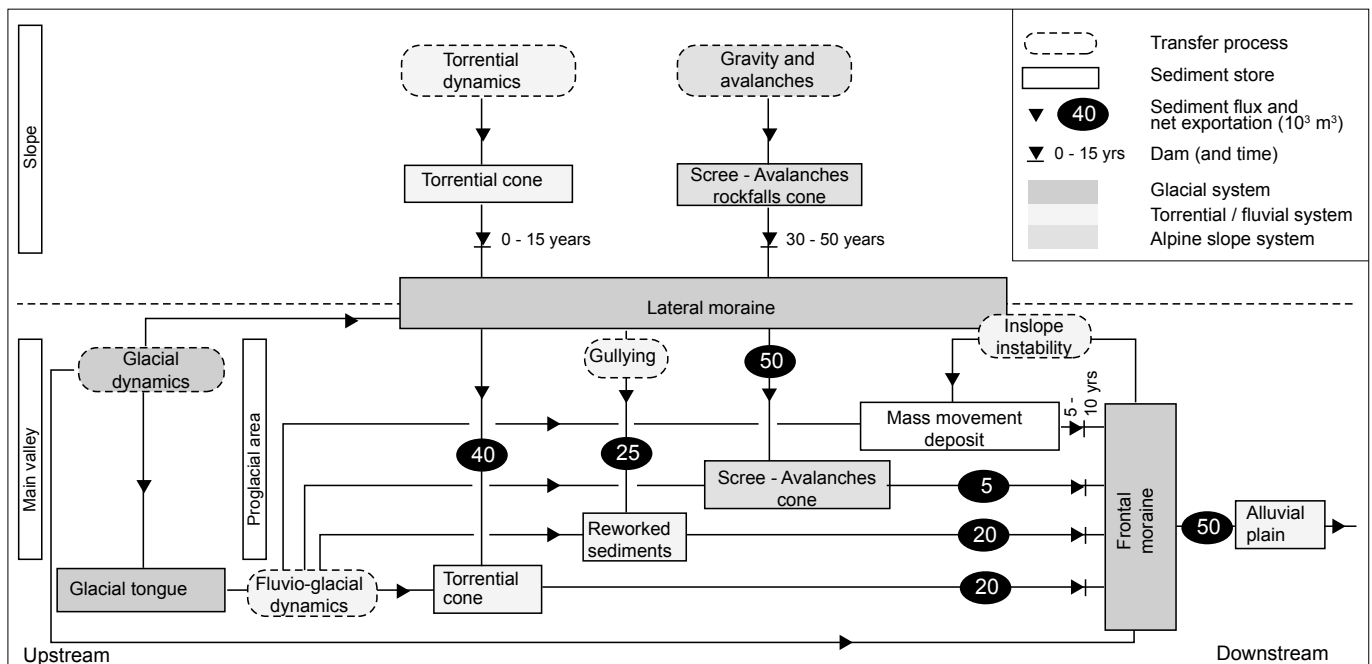 Slope
Torrential
dynamics
Gravity and
avalanches
Transfer process
Sediment store
40
Sediment flux and
net exportation (10³ m³)
0 - 15 yrs
Dam (and time)
Glacial system
Torrential / fluvial system
Alpine slope system
Torrential cone
Scree - Avalanches
rockfalls cone
0 - 15 years
30 - 50 years
Lateral moraine
Main valley
Glacial
dynamics
Proglacial area
Gullying
50
Inslope
instability
Mass movement
deposit
5 -
10 yrs
40
25
Scree - Avalanches
cone
5
Reworked
sediments
20
Frontal
moraine
50
Alluvial
plain
Glacial tongue
Fluvio-glacial
dynamics
Torrential
cone
20
Upstream
Downstream